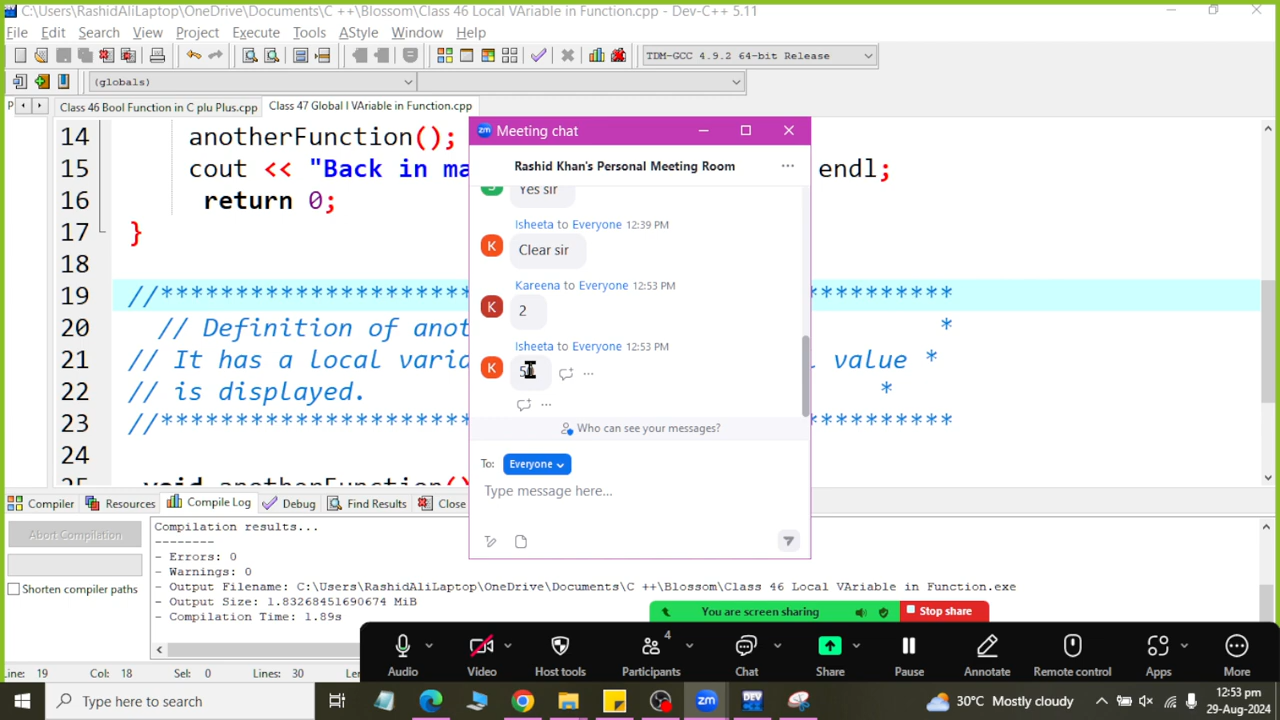 C:\Users\RashidAliLaptop\OneDrive\Documents\C ++\Blossom\Class 46 Local VAriable in Function.cpp - Dev-C++ 5.11
File Edit Search View Project Execute Tools AStyle Window Help
TDM-GCC 4.9.2 64-bit Release
(globals)
Class 46 Bool Function in C plu Plus.cpp Class 47 Global l VAriable in Function.cpp
14 anotherFunction();
15 cout << "Back in ma endl;
16 return 0;
17 }
18
19 //**********************
20 // Definition of anot *
21 // It has a local varia l value *
22 // is displayed. *
23 //**********************
24
void anotherFunction()
Meeting chat
Rashid Khan's Personal Meeting Room
Yes sir
Isheeta to Everyone 12:39 PM
K Clear sir
Kareena to Everyone 12:53 PM
K 2
Isheeta to Everyone 12:53 PM
K
Who can see your messages?
To: Everyone
Type message here...
Compiler Resources Compile Log Debug Find Results Close
Abort Compilation
Shorten compiler paths
Compilation results...
--------
- Errors: 0
- Warnings: 0
- Output Filename: C:\Users\RashidAliLaptop\OneDrive\Documents\C ++\Blossom\Class 46 Local VAriable in Function.exe
- Output Size: 1.83268451690674 MiB
- Compilation Time: 1.89s
You are screen sharing Stop share
4
Audio Video Host tools Participants Chat Share Pause Annotate Remote control Apps More
Line: 19 Col: 18 Sel: 0 Lines: 30
Type here to search
30°C Mostly cloudy
12:53 pm
29-Aug-2024